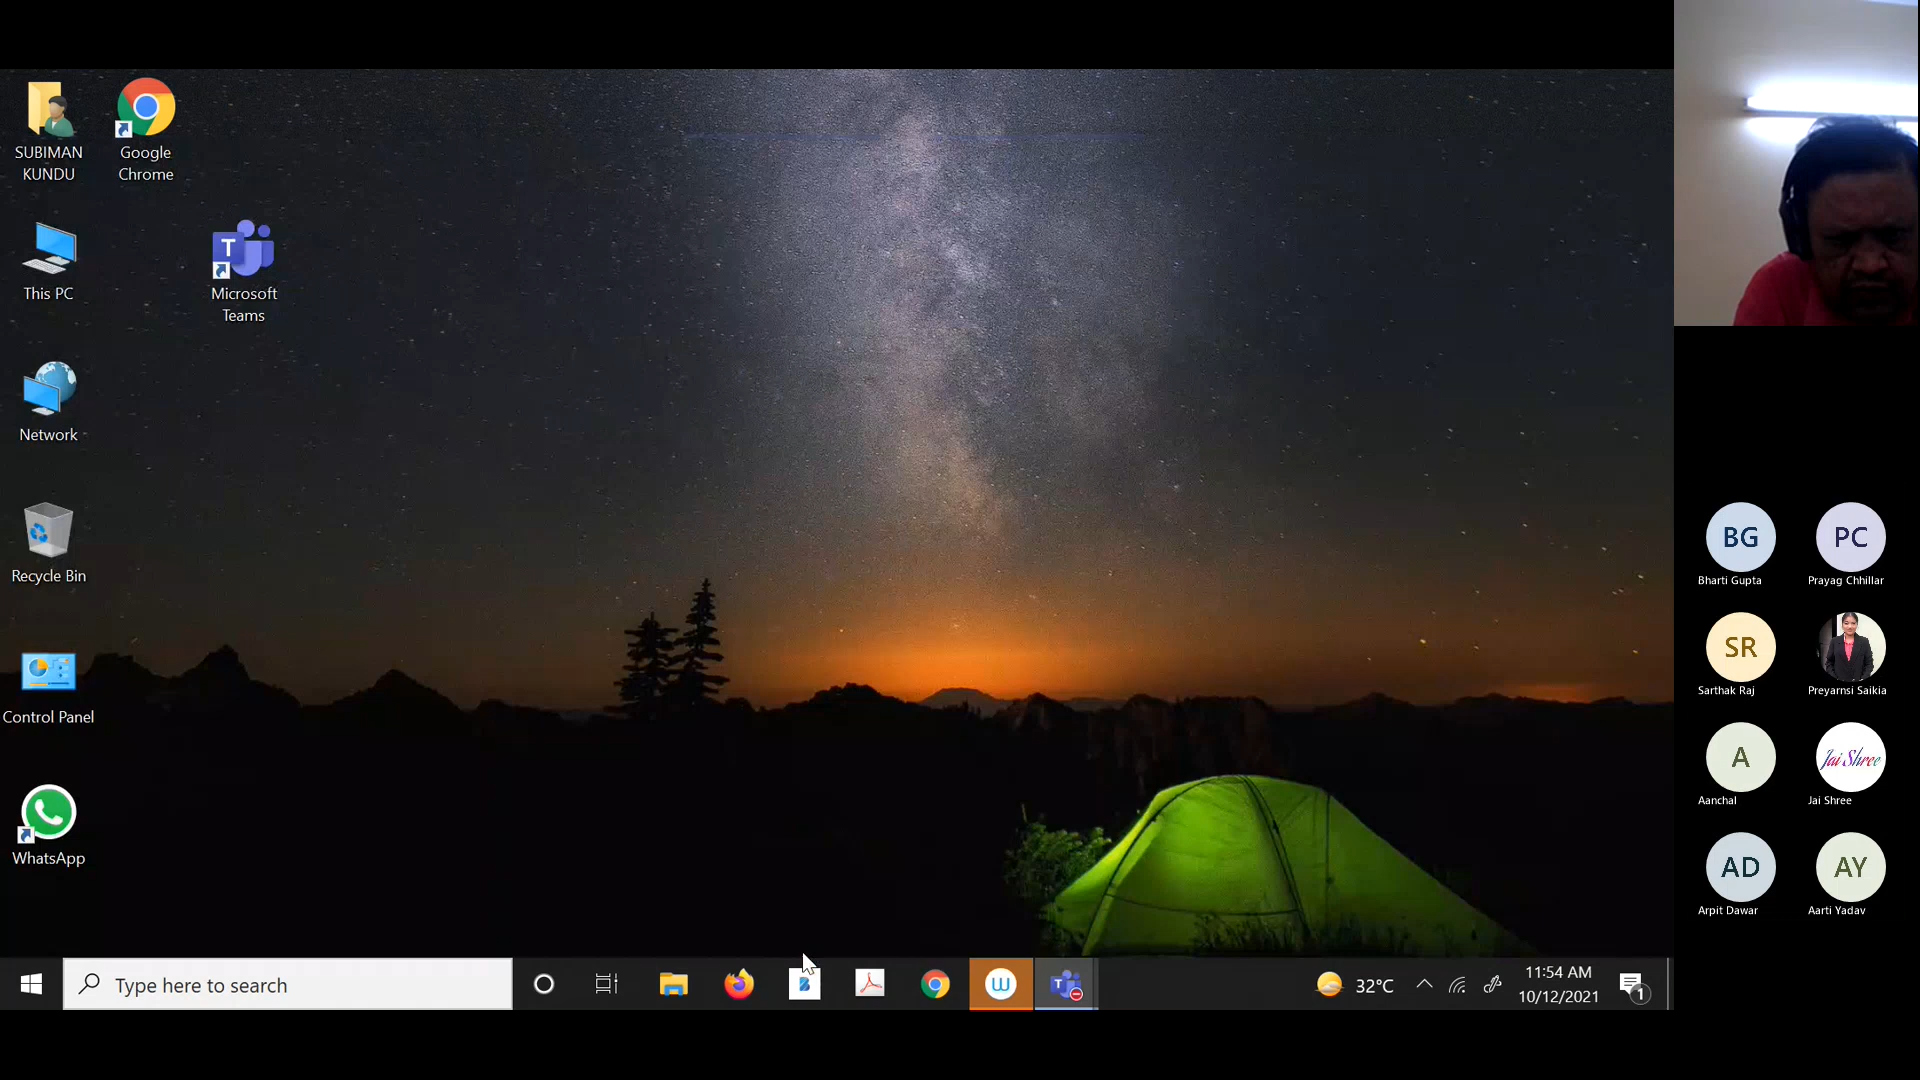 SUBIMAN
KUNDU
Google
Chrome
This PC
T
Microsoft
Teams
Network
Recycle Bin
Control Panel
WhatsApp
Type here to search
B
W
T
32°C
11:54 AM
10/12/2021
1
BG
Bharti Gupta
PC
Prayag Chhillar
SR
Sarthak Raj
Preyarnsi Saikia
A
Aanchal
Jai Shree
Jai Shree
AD
Arpit Dawar
AY
Aarti Yadav